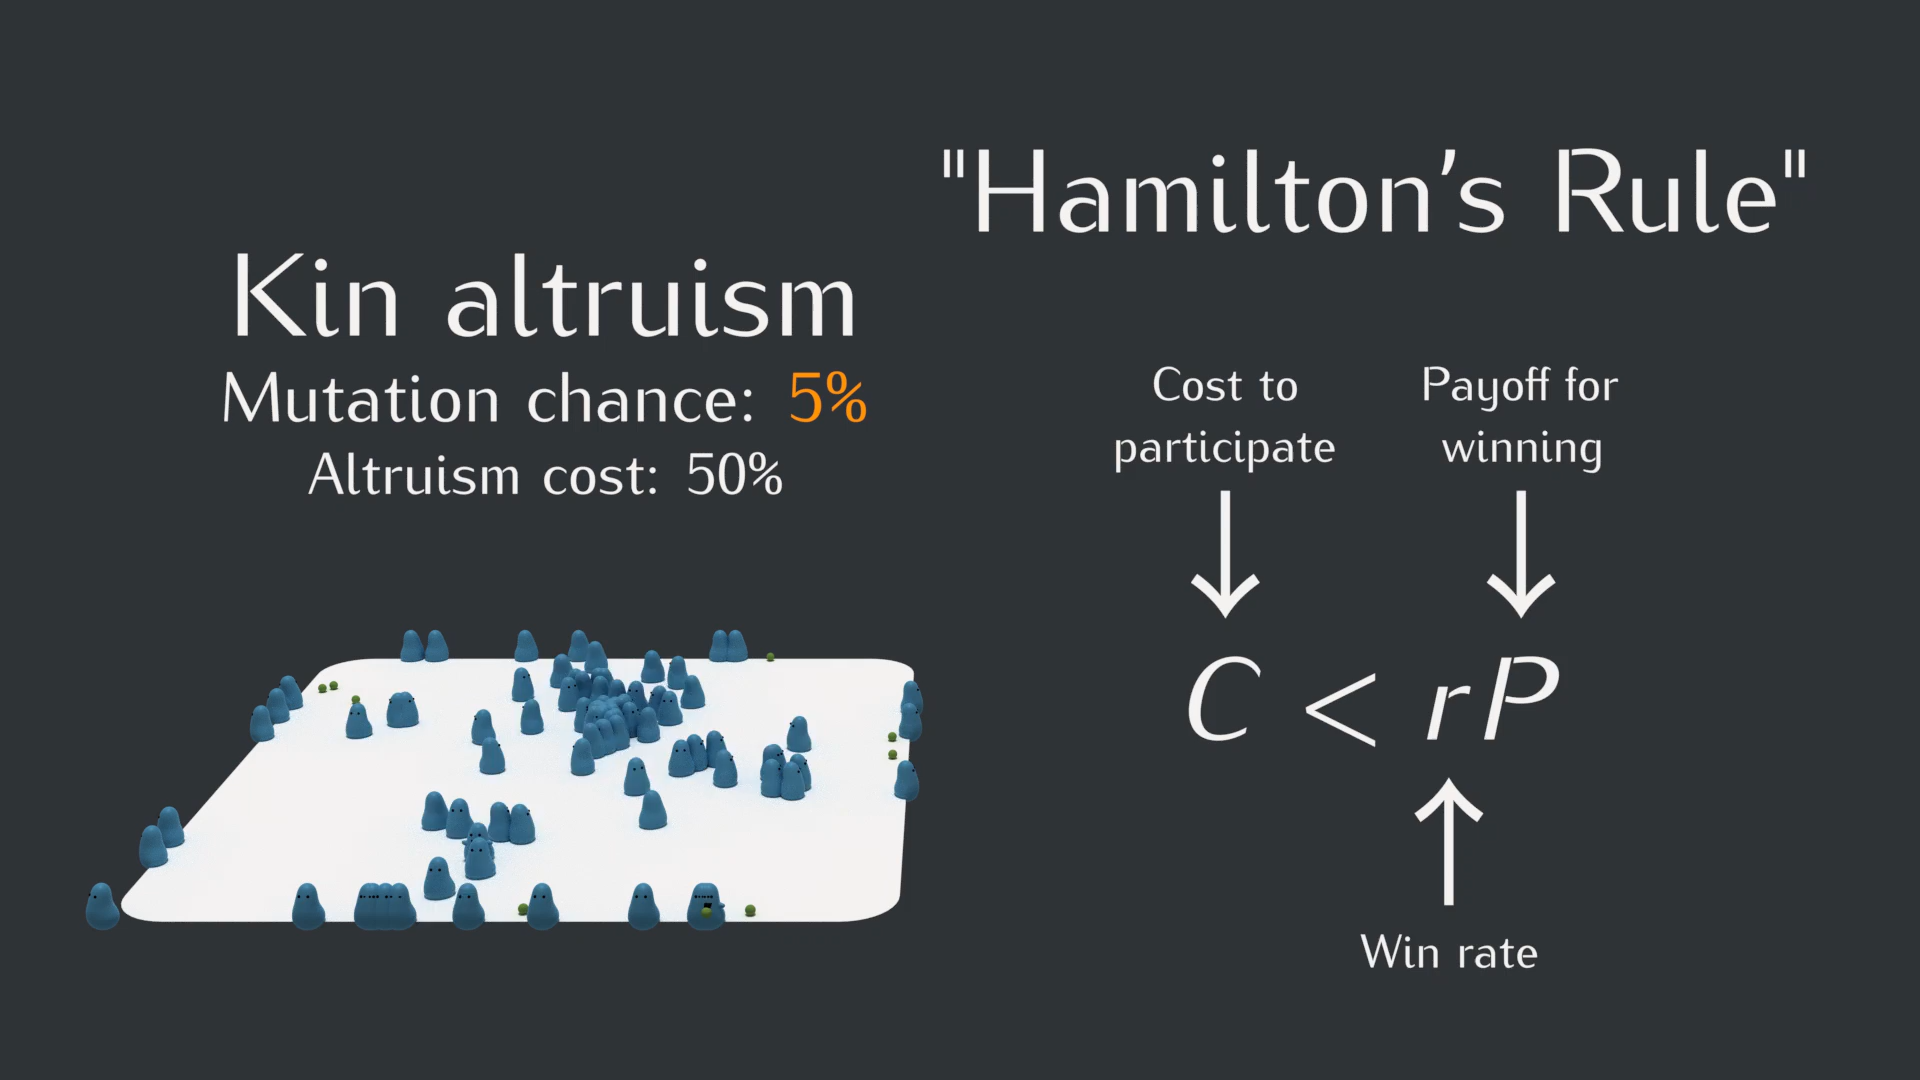 "Hamilton’s Rule"
Kin altruism
Mutation chance: 5%
Altruism cost: 50%
Cost to
participate
Payoff for
winning
C < rP
Win rate